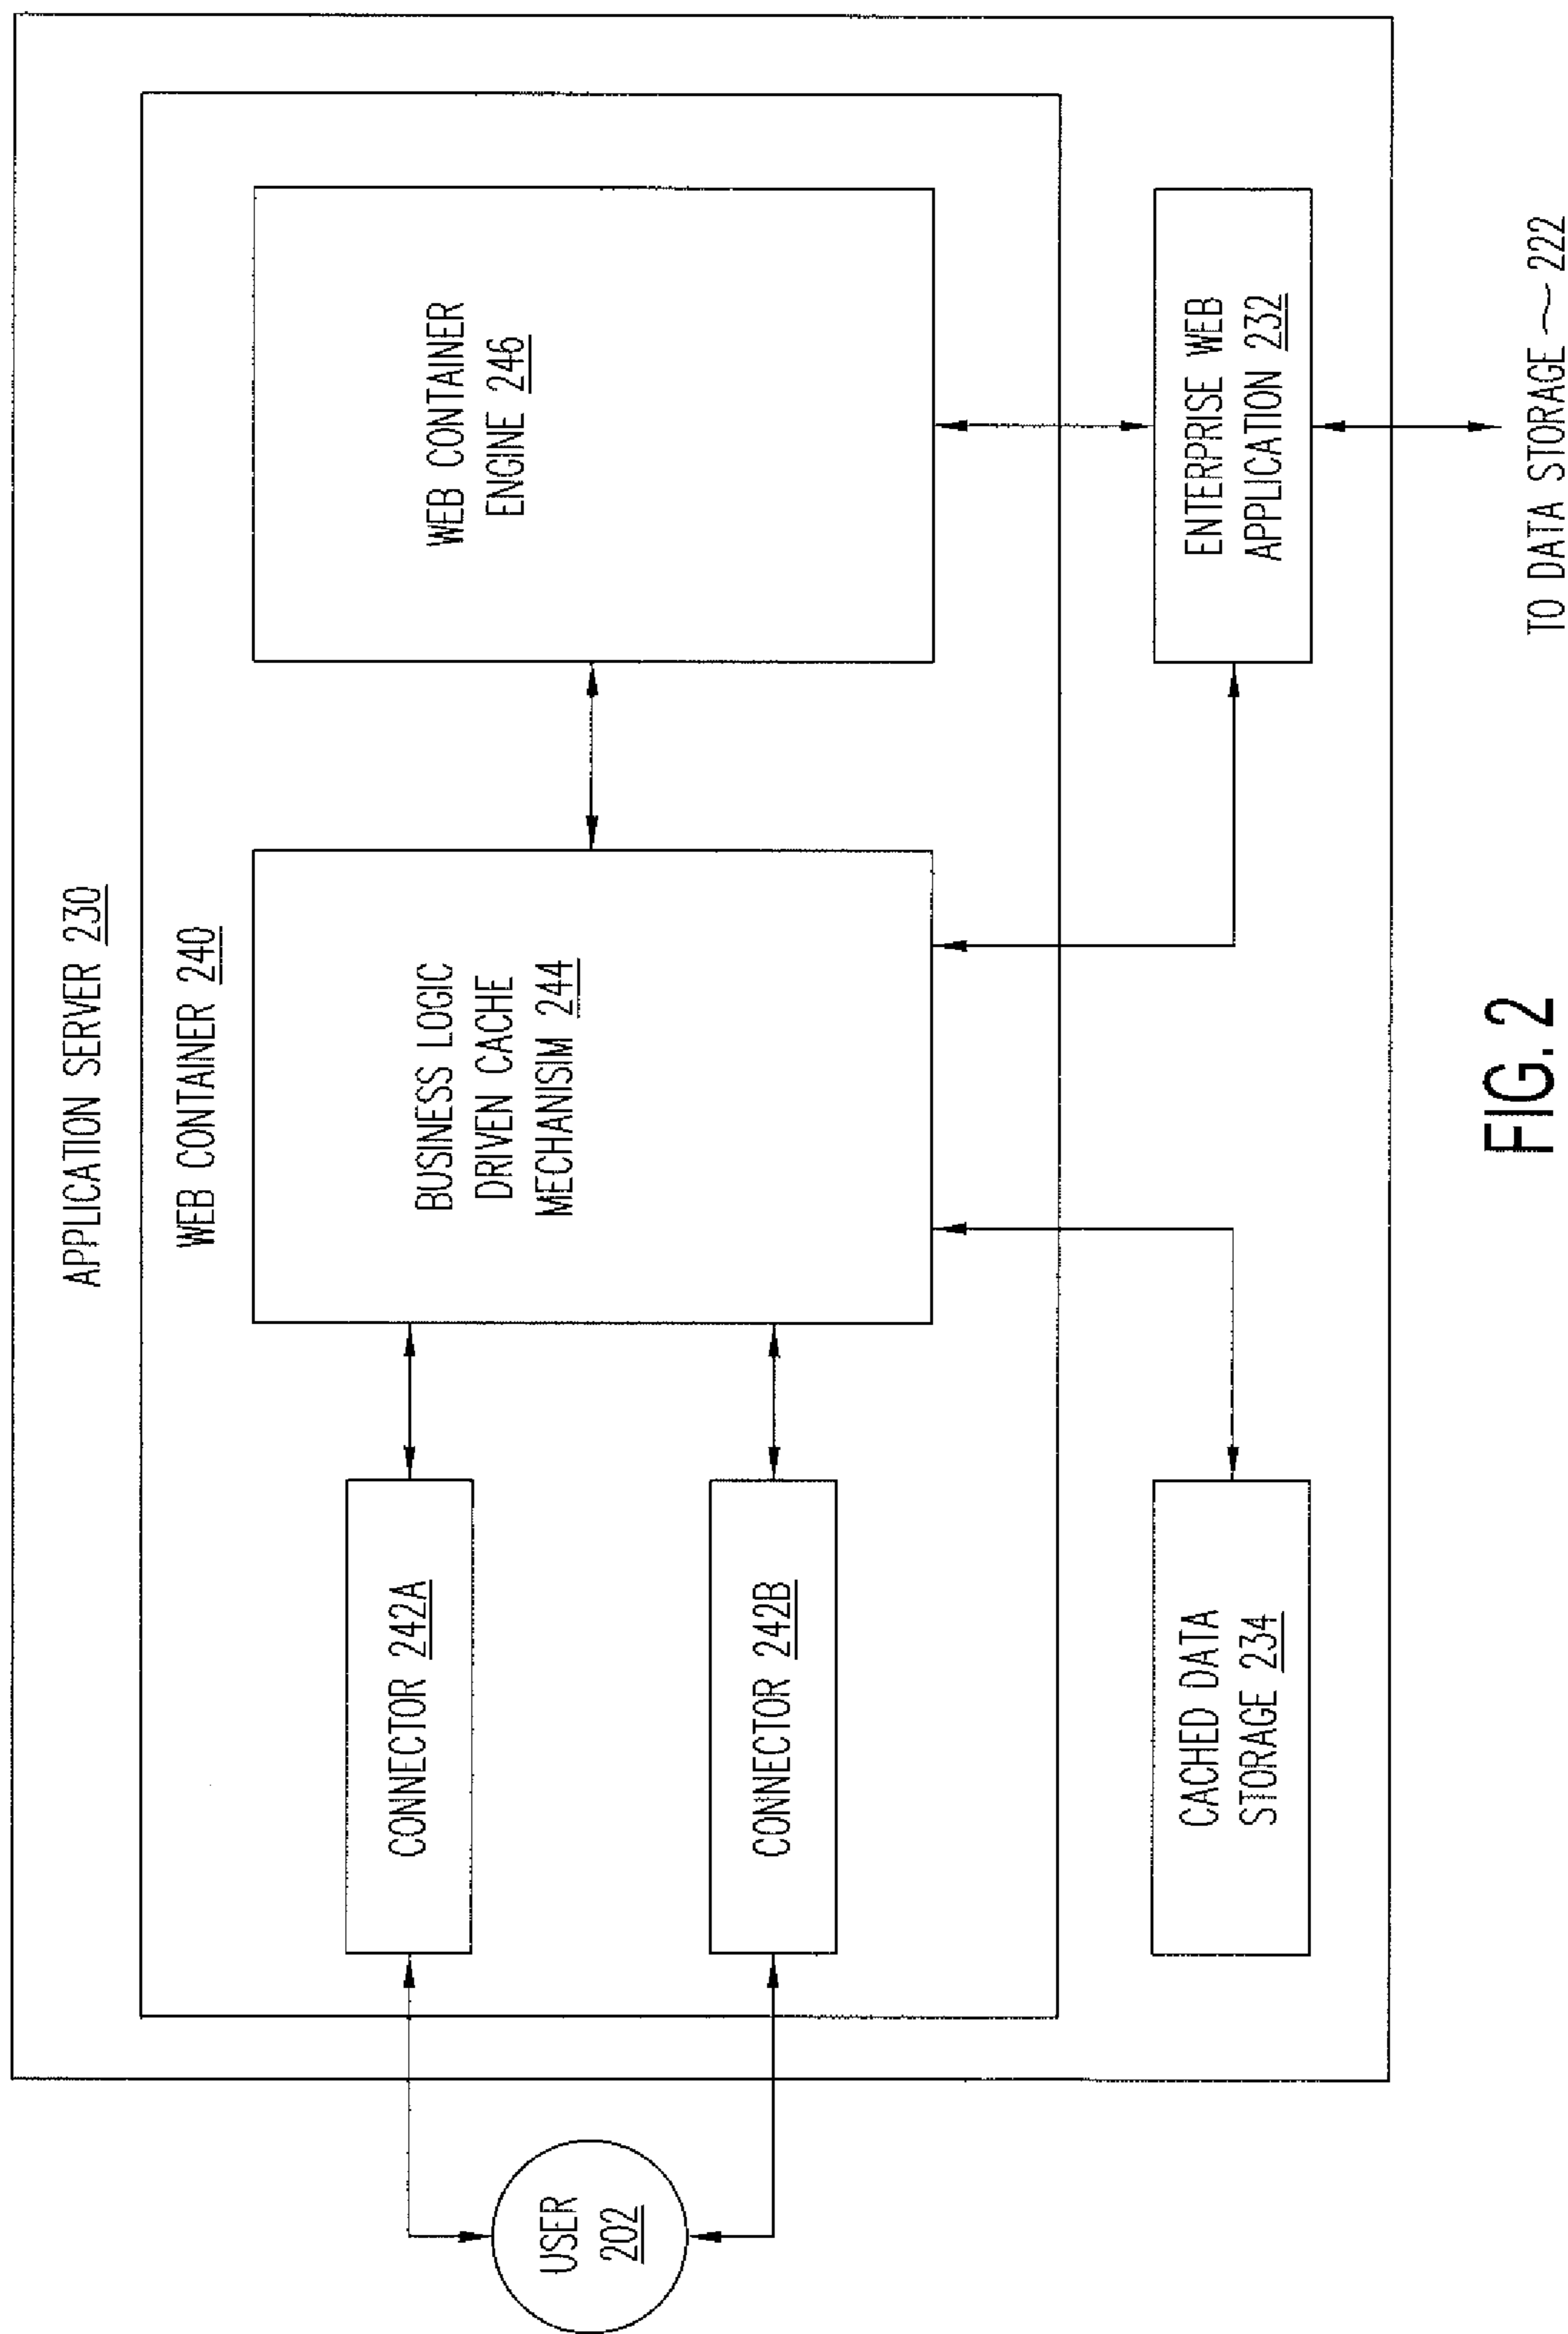 APPLICATION SERVER 230
WEB CONTAINER 240
CONNECTOR 242A
CONNECTOR 242B
BUSINESS LOGIC
DRIVEN CACHE
MECHANISIM 244
WEB CONTAINER
ENGINE 246
USER
202
CACHED DATA
STORAGE 234
ENTERPRISE WEB
APPLICATION 232
TO DATA STORAGE ~ 222
FIG. 2